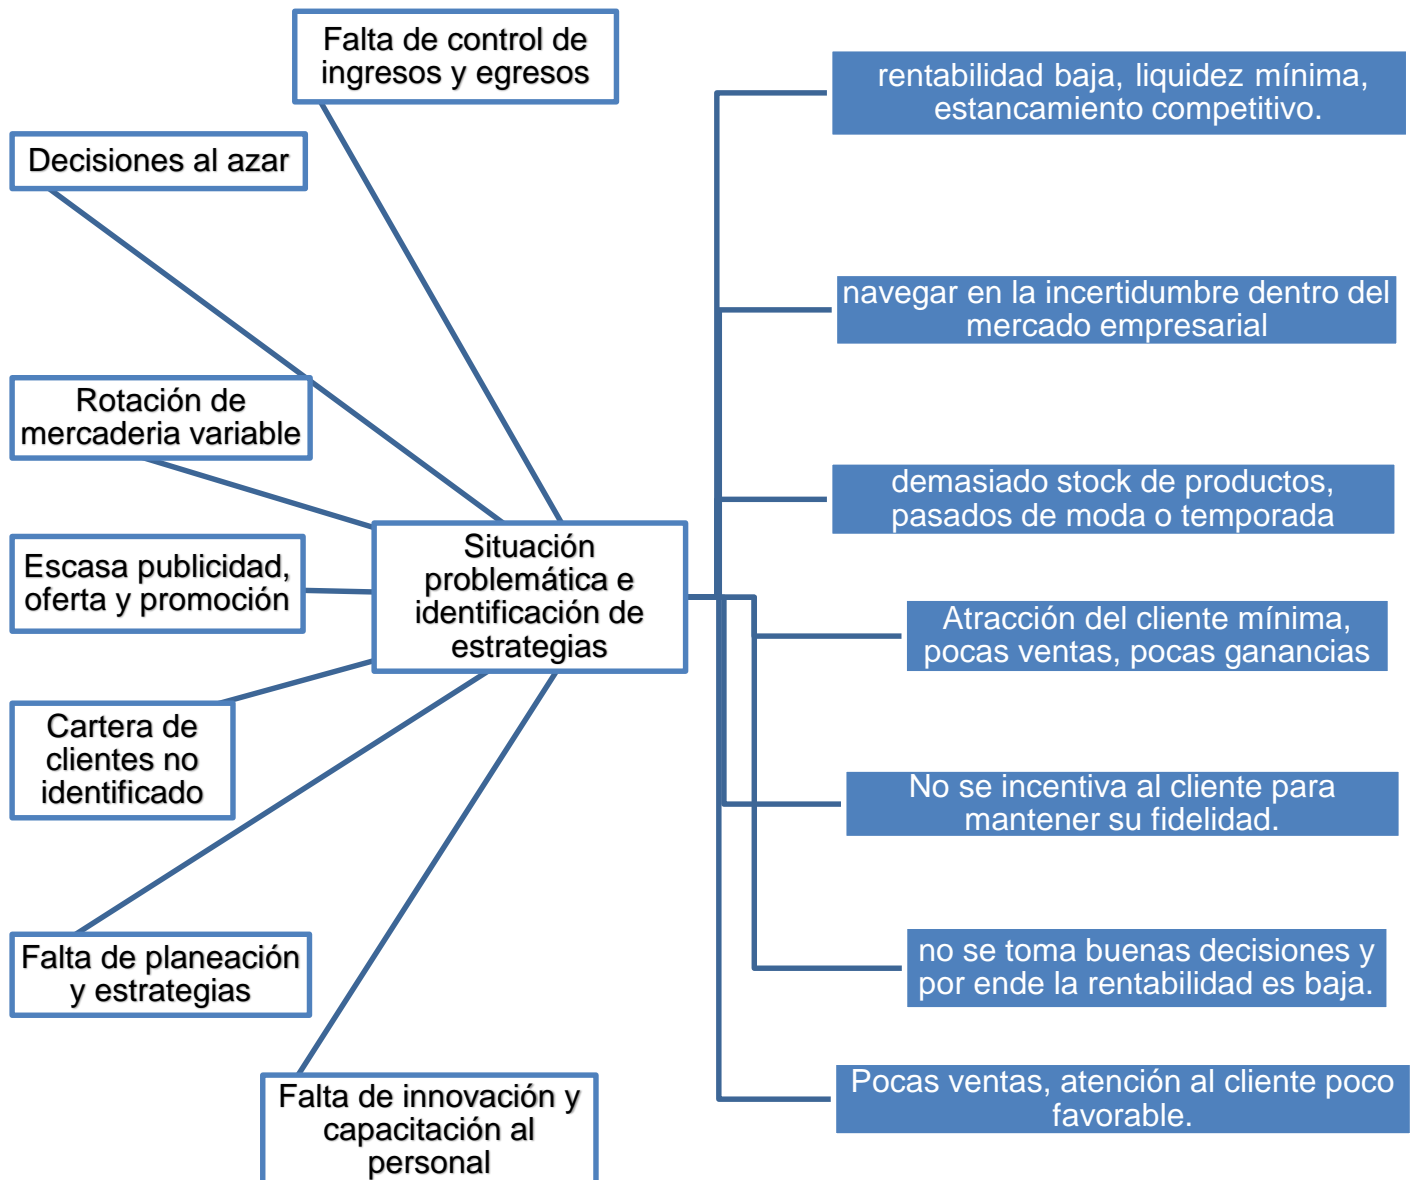 Falta de control de
ingresos y egresos
Decisiones al azar
Rotación de
mercaderia variable
Escasa publicidad,
oferta y promoción
Cartera de
clientes no
identificado
Falta de planeación
y estrategias
Falta de innovación y
capacitación al
personal
Situación
problemática e
identificación de
estrategias
rentabilidad baja, liquidez mínima,
estancamiento competitivo.
navegar en la incertidumbre dentro del
mercado empresarial
demasiado stock de productos,
pasados de moda o temporada
Atracción del cliente mínima,
pocas ventas, pocas ganancias
No se incentiva al cliente para
mantener su fidelidad.
no se toma buenas decisiones y
por ende la rentabilidad es baja.
Pocas ventas, atención al cliente poco
favorable.